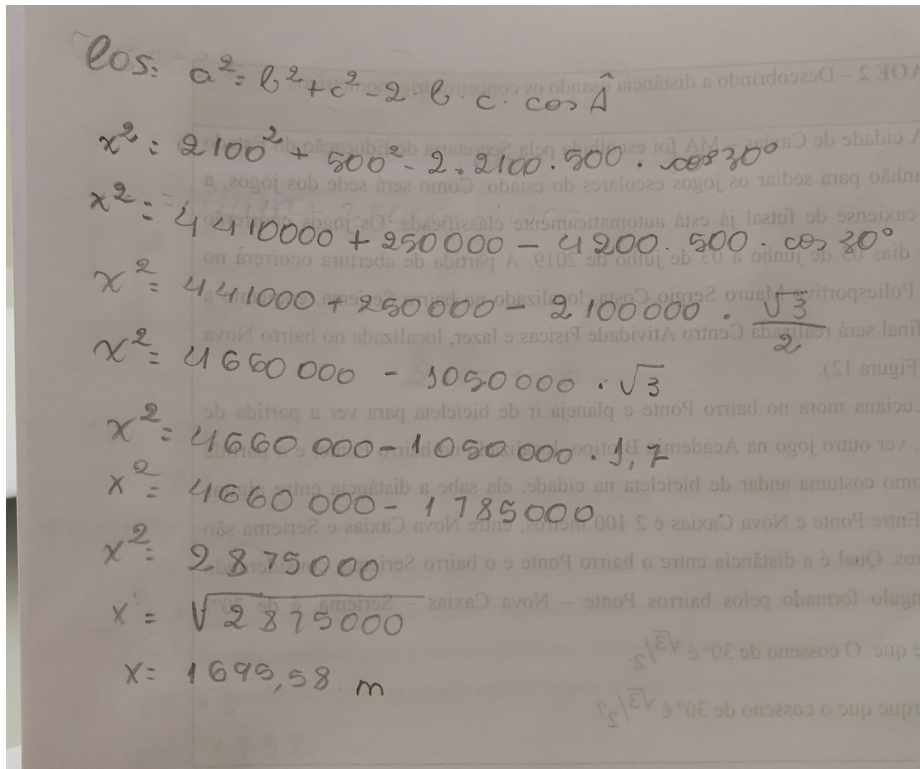 cos: a² = b² + c² - 2 · b · c · cos Â
x² = 2100² + 500² - 2 · 2100 · 500 · cos 30°
x² = 4410000 + 250000 - 4200 · 500 · cos 30°
x² = 441000 + 250000 - 2100000 · √3/2
x² = 4660000 - 1050000 · √3
x² = 4660000 - 1050000 · 1,7
x² = 4660000 - 1785000
x² = 2875000
x = √2875000
x = 1695,58 m